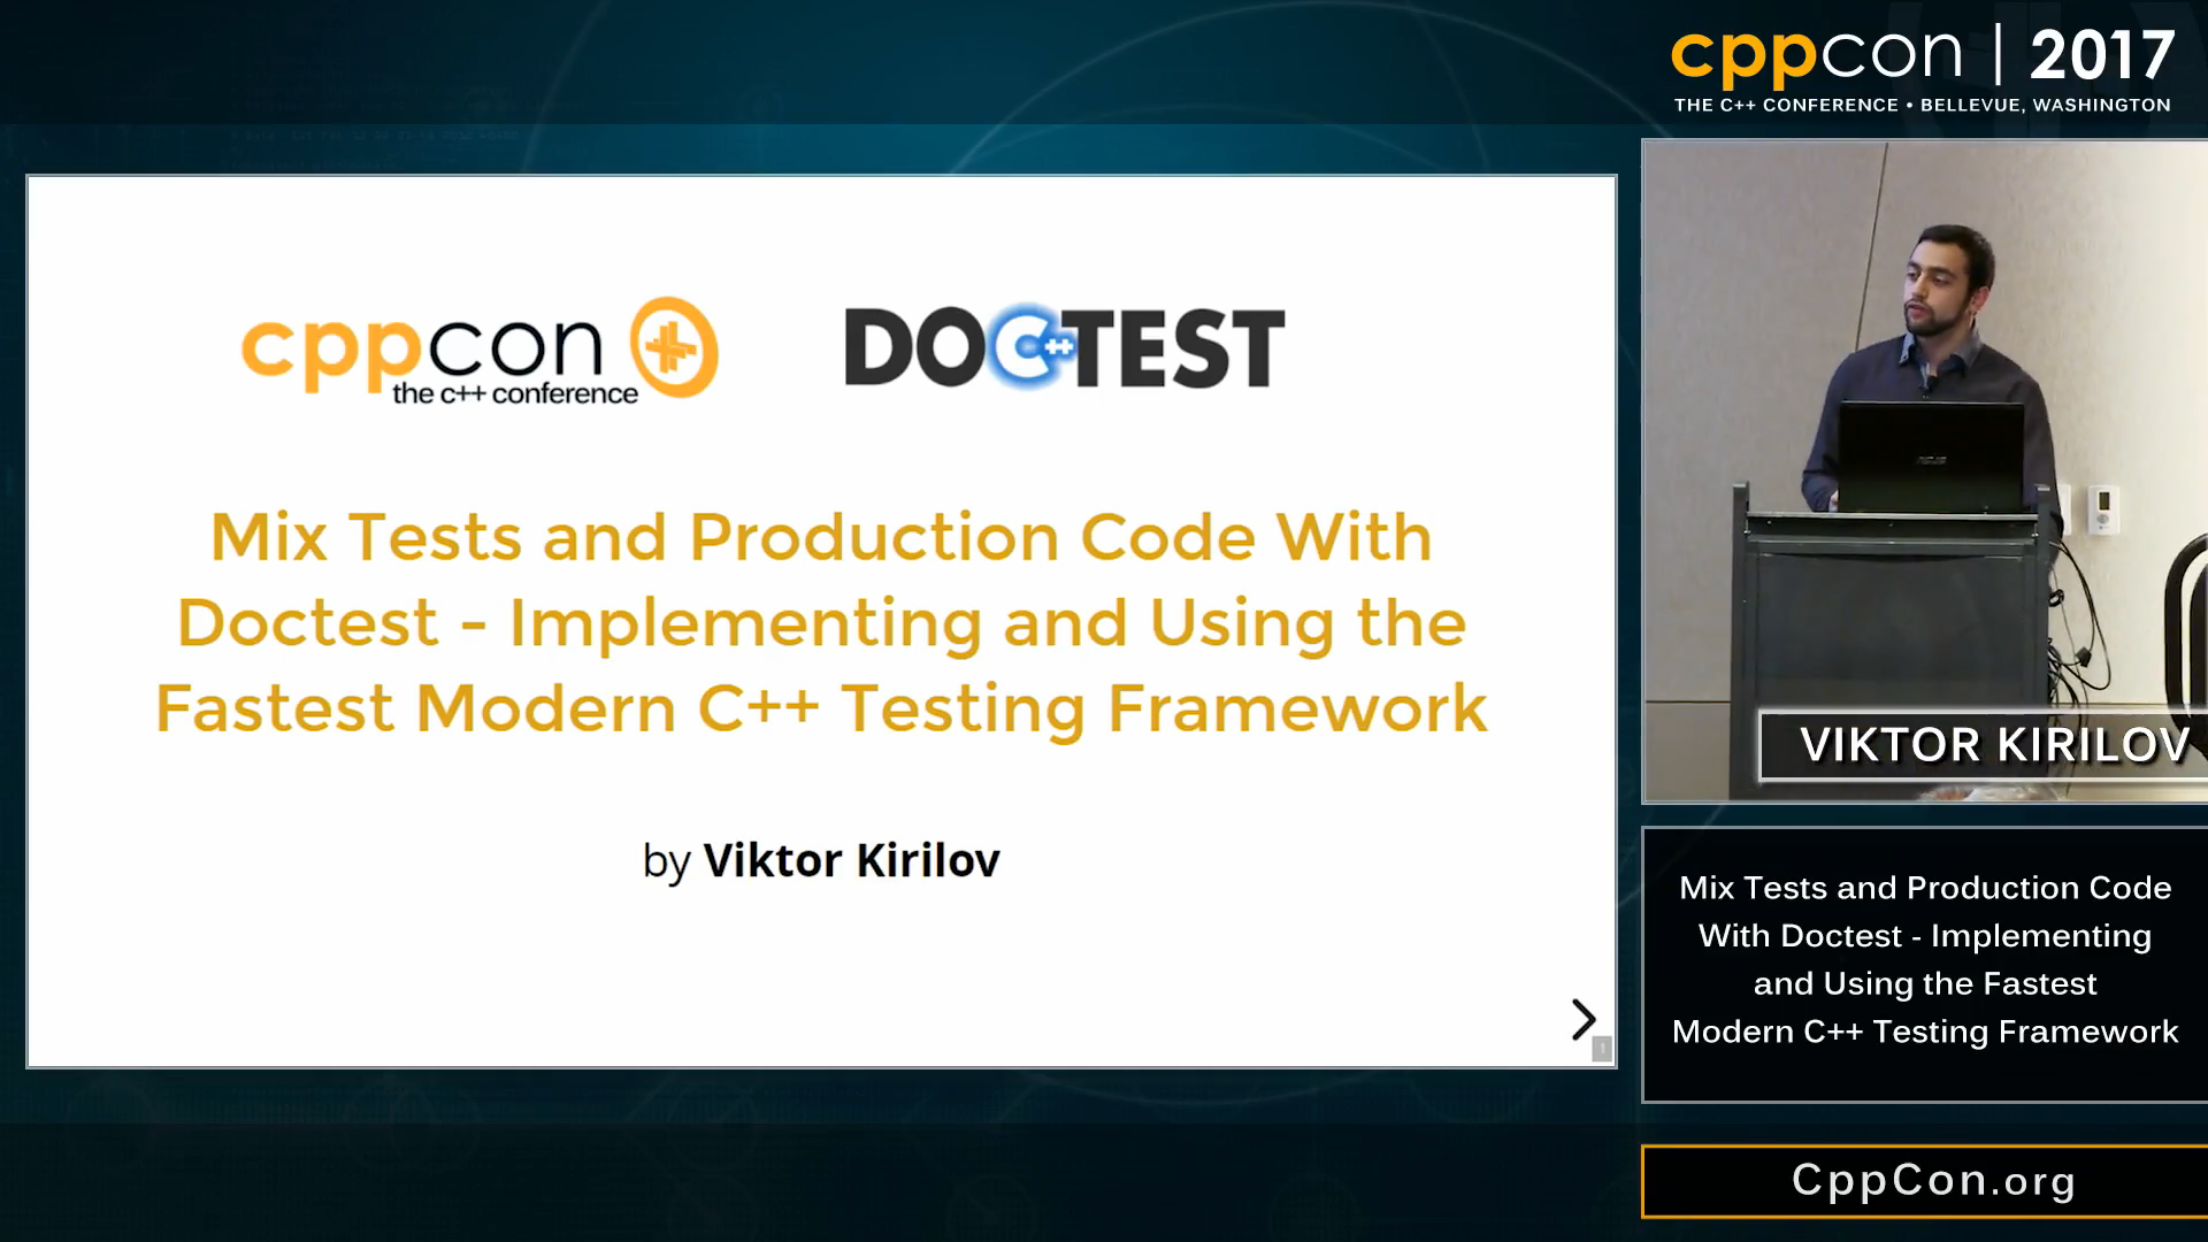 cppcon | 2017
THE C++ CONFERENCE • BELLEVUE, WASHINGTON
cppcon
the c++ conference
DOCTEST
C++
Mix Tests and Production Code With
Doctest - Implementing and Using the
Fastest Modern C++ Testing Framework
by Viktor Kirilov
1
VIKTOR KIRILOV
Mix Tests and Production Code
With Doctest - Implementing
and Using the Fastest
Modern C++ Testing Framework
CppCon.org